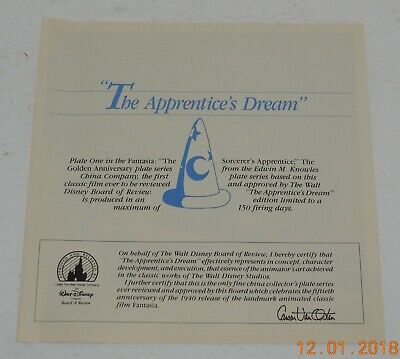 "The Apprentice's Dream"
Plate One in the Fantasia: "The Sorcerer's Apprentice," The
Golden Anniversary plate series from the Edwin M. Knowles
China Company, the first plate series based on this
classic film ever to be reviewed and approved by The Walt
Disney Board of Review. "The Apprentice's Dream"
is produced in an edition limited to a
maximum of 150 firing days.
On behalf of The Walt Disney Board of Review, I hereby certify that
"The Apprentice's Dream" effectively represents in concept, character
development, and execution, that essence of the animator's art achieved
in the classic works of The Walt Disney Studios.
I further certify that this is the only fine china collector's plate series
ever reviewed and approved by this Board which celebrates the fiftieth
anniversary of the 1940 release of the landmark animated classic
film Fantasia.
©1990 The Walt Disney Company
Walt Disney
Board of Review
12.01.2018